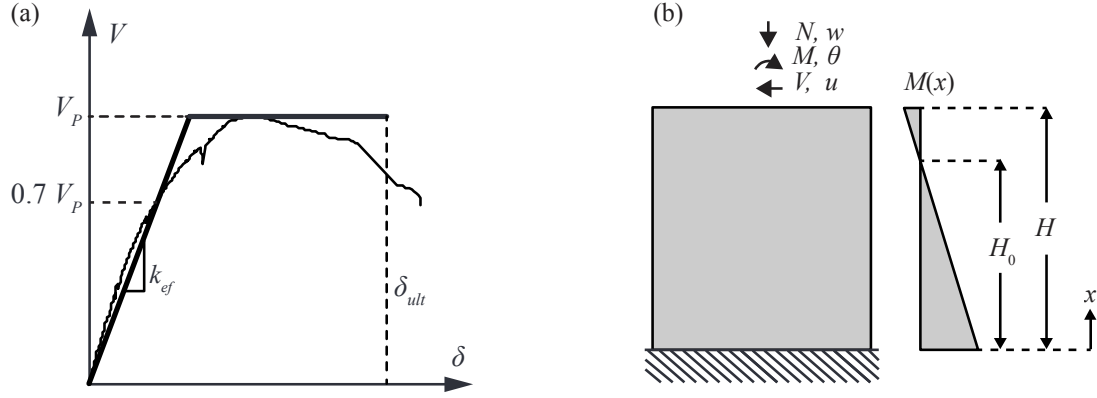 (a)
V
V_P
0.7 V_P
k_ef
δ_ult
δ
(b)
N, w
M, θ
V, u
M(x)
H_0
H
x